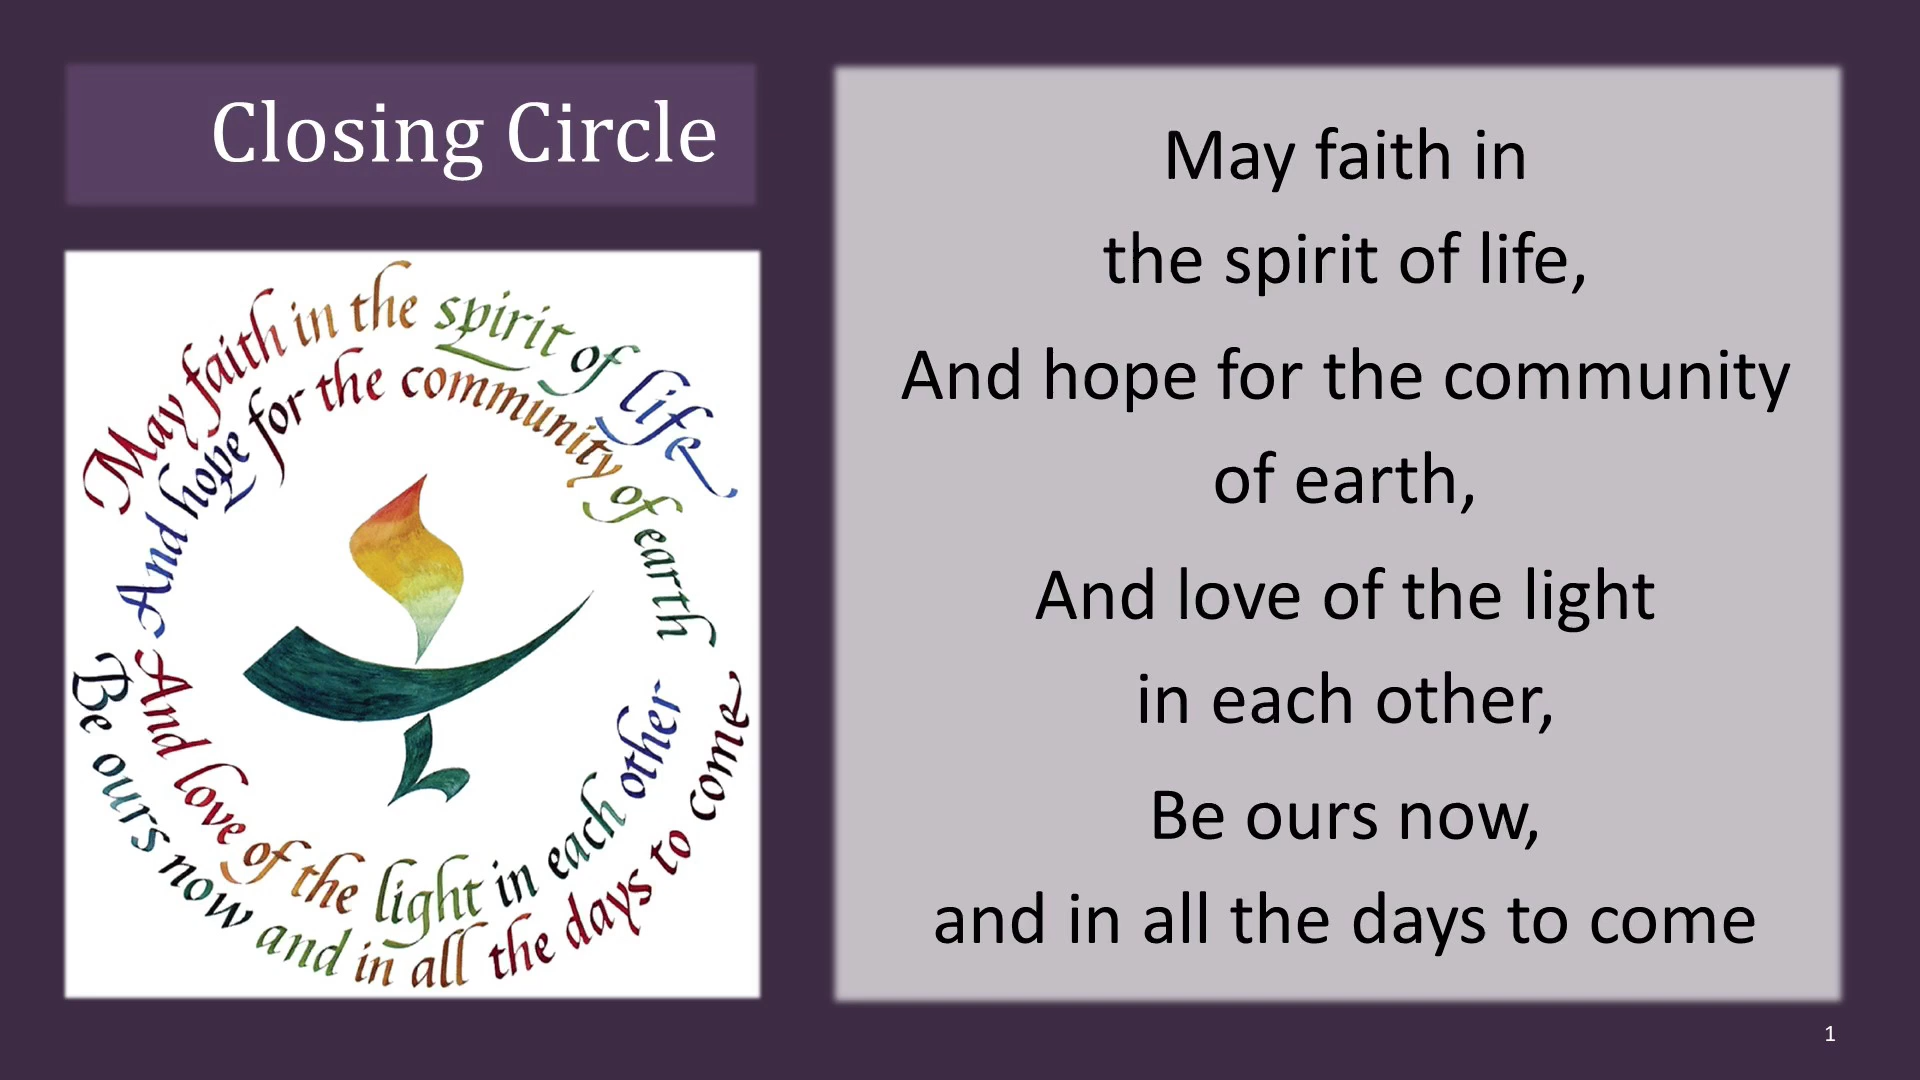 Closing Circle
May faith in the spirit of life
And hope for the community of earth
And love of the light in each other
Be ours now and in all the days to come
May faith in
the spirit of life,
And hope for the community
of earth,
And love of the light
in each other,
Be ours now,
and in all the days to come
1